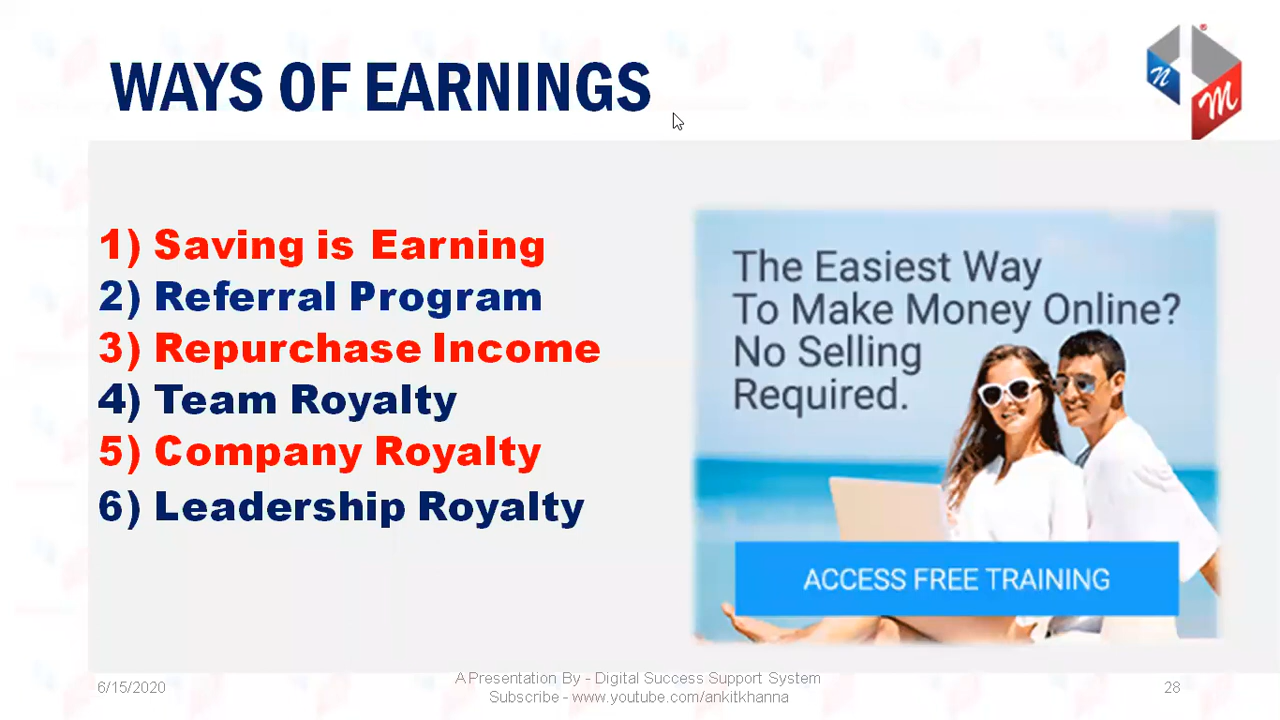 WAYS OF EARNINGS
n
M
1) Saving is Earning
2) Referral Program
3) Repurchase Income
4) Team Royalty
5) Company Royalty
6) Leadership Royalty
The Easiest Way
To Make Money Online?
No Selling
Required.
ACCESS FREE TRAINING
6/15/2020
A Presentation By - Digital Success Support System
Subscribe - www.youtube.com/ankitkhanna
28